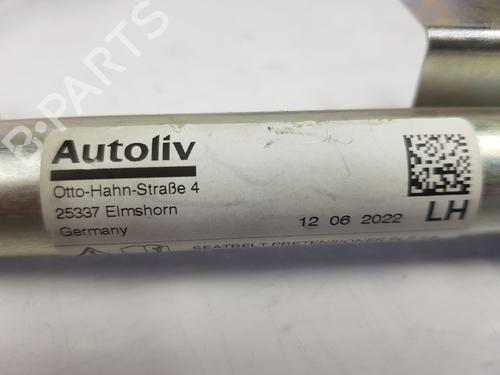 B-PARTS
Autoliv
Otto-Hahn-Straße 4
25337 Elmshorn
Germany
12 06 2022
LH
SEATBELT PRETENSIONER